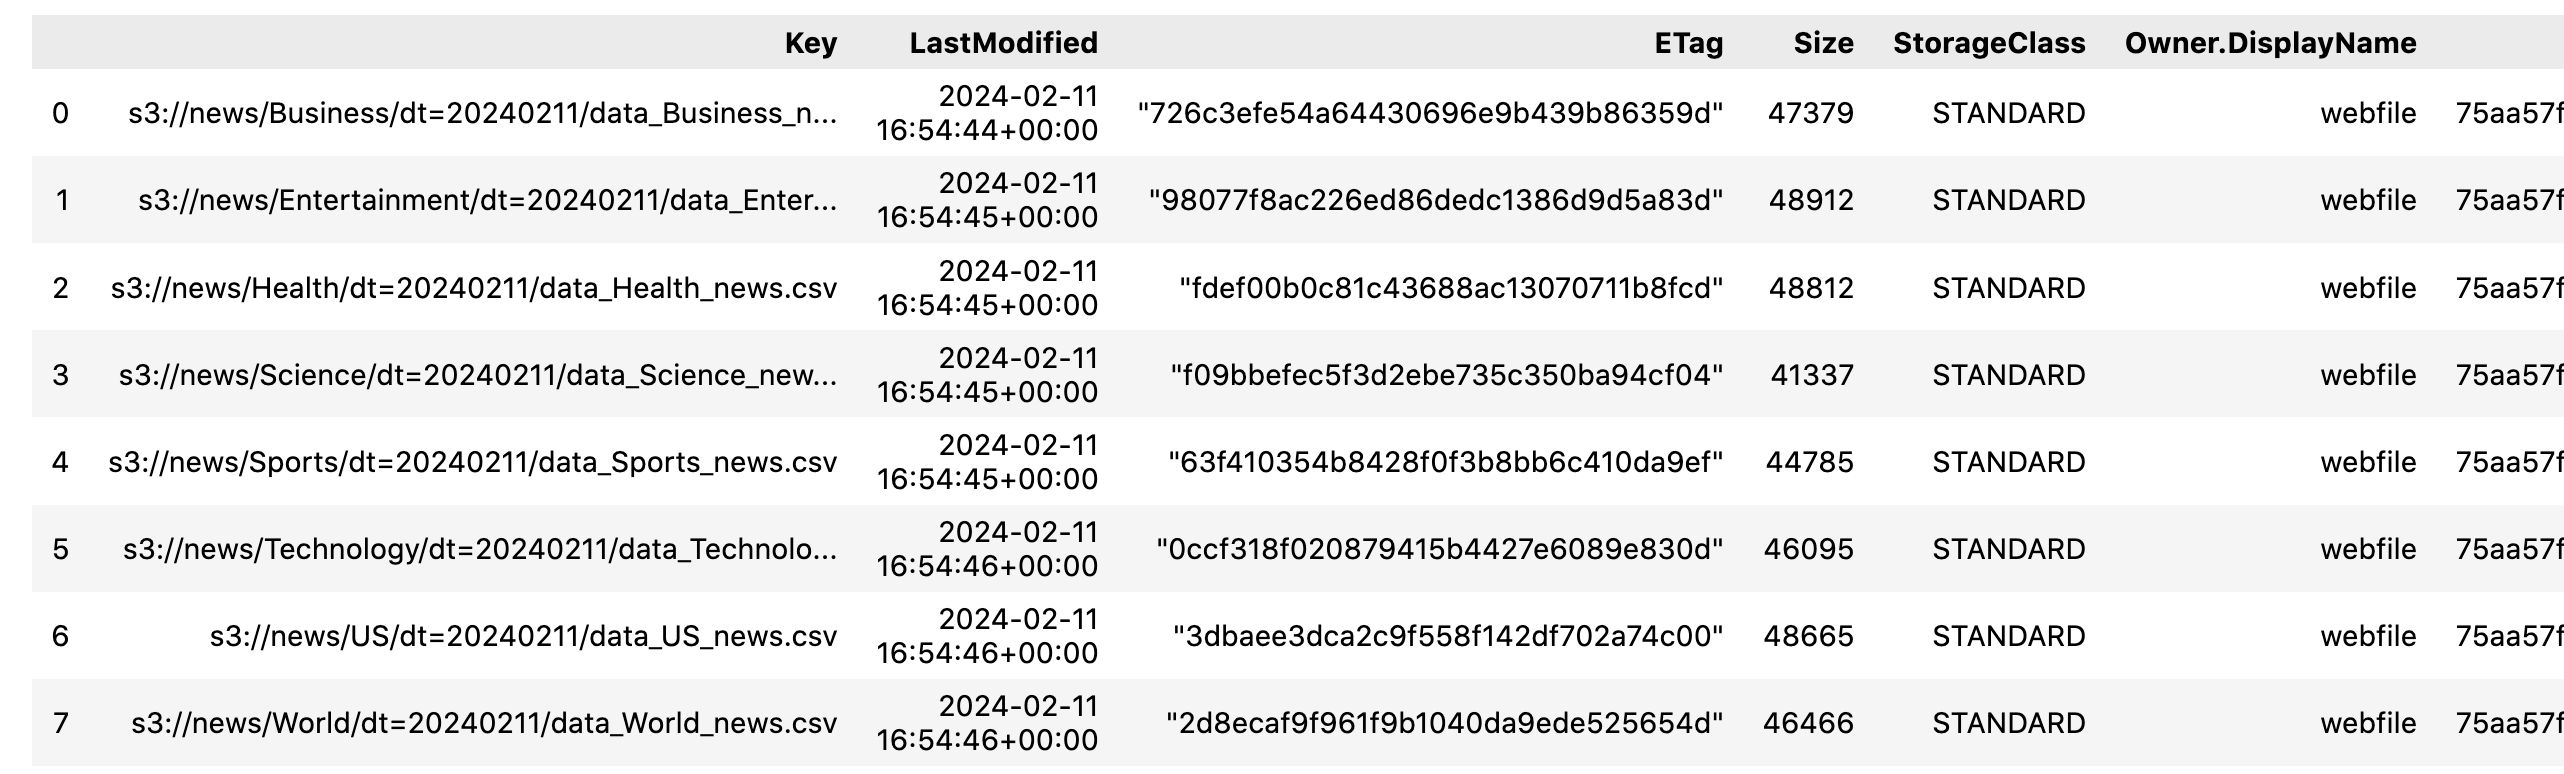 Key LastModified ETag Size StorageClass Owner.DisplayName
0 s3://news/Business/dt=20240211/data_Business_n... 2024-02-11 16:54:44+00:00 "726c3efe54a64430696e9b439b86359d" 47379 STANDARD webfile 75aa57f
1 s3://news/Entertainment/dt=20240211/data_Enter... 2024-02-11 16:54:45+00:00 "98077f8ac226ed86dedc1386d9d5a83d" 48912 STANDARD webfile 75aa57f
2 s3://news/Health/dt=20240211/data_Health_news.csv 2024-02-11 16:54:45+00:00 "fdef00b0c81c43688ac13070711b8fcd" 48812 STANDARD webfile 75aa57f
3 s3://news/Science/dt=20240211/data_Science_new... 2024-02-11 16:54:45+00:00 "f09bbefec5f3d2ebe735c350ba94cf04" 41337 STANDARD webfile 75aa57f
4 s3://news/Sports/dt=20240211/data_Sports_news.csv 2024-02-11 16:54:45+00:00 "63f410354b8428f0f3b8bb6c410da9ef" 44785 STANDARD webfile 75aa57f
5 s3://news/Technology/dt=20240211/data_Technolo... 2024-02-11 16:54:46+00:00 "0ccf318f020879415b4427e6089e830d" 46095 STANDARD webfile 75aa57f
6 s3://news/US/dt=20240211/data_US_news.csv 2024-02-11 16:54:46+00:00 "3dbaee3dca2c9f558f142df702a74c00" 48665 STANDARD webfile 75aa57f
7 s3://news/World/dt=20240211/data_World_news.csv 2024-02-11 16:54:46+00:00 "2d8ecaf9f961f9b1040da9ede525654d" 46466 STANDARD webfile 75aa57f